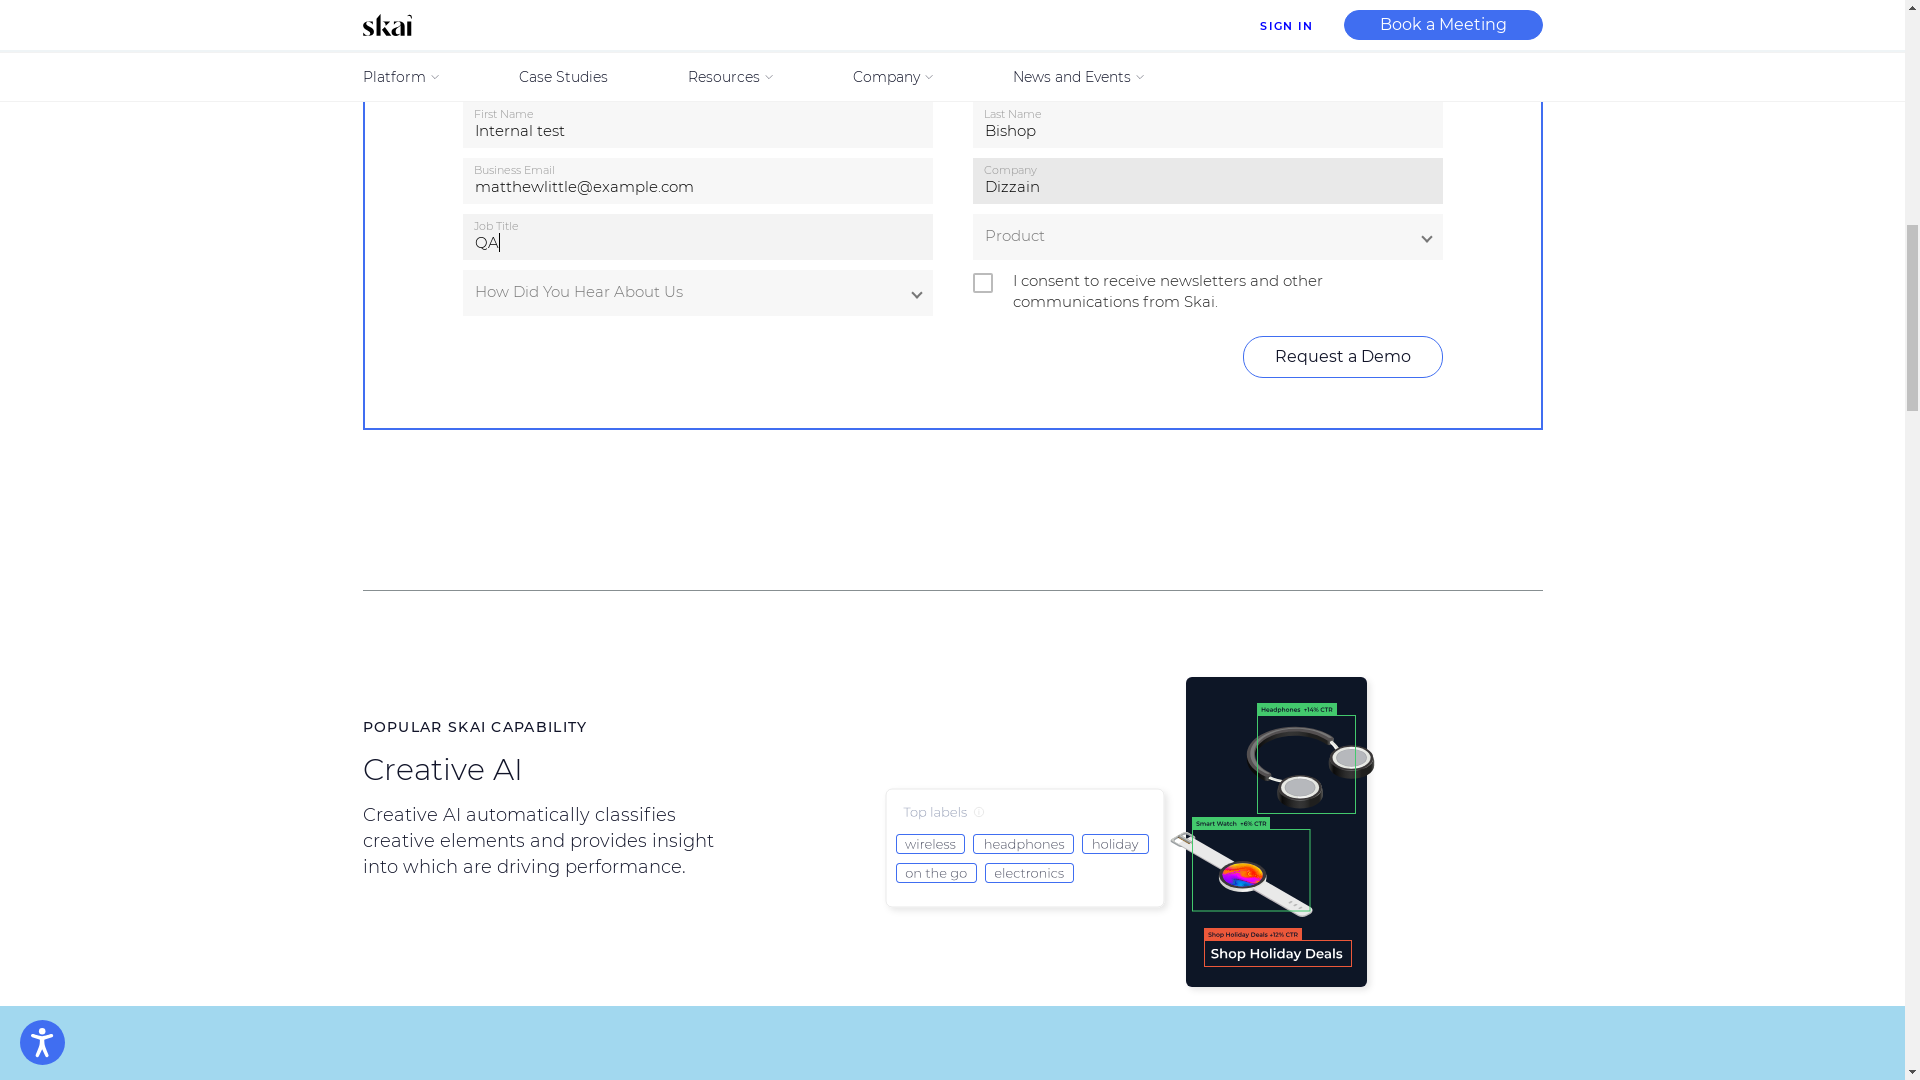 skai
SIGN IN
Book a Meeting
Platform
Case Studies
Resources
Company
News and Events
First Name
Internal test
Last Name
Bishop
Business Email
matthewlittle@example.com
Company
Dizzain
Job Title
QA
Product
How Did You Hear About Us
I consent to receive newsletters and other
communications from Skai.
Request a Demo
POPULAR SKAI CAPABILITY
Creative AI
Creative AI automatically classifies
creative elements and provides insight
into which are driving performance.
Top labels
wireless
headphones
holiday
on the go
electronics
Headphones +14% CTR
Smart Watch +6% CTR
Shop Holiday Deals +12% CTR
Shop Holiday Deals